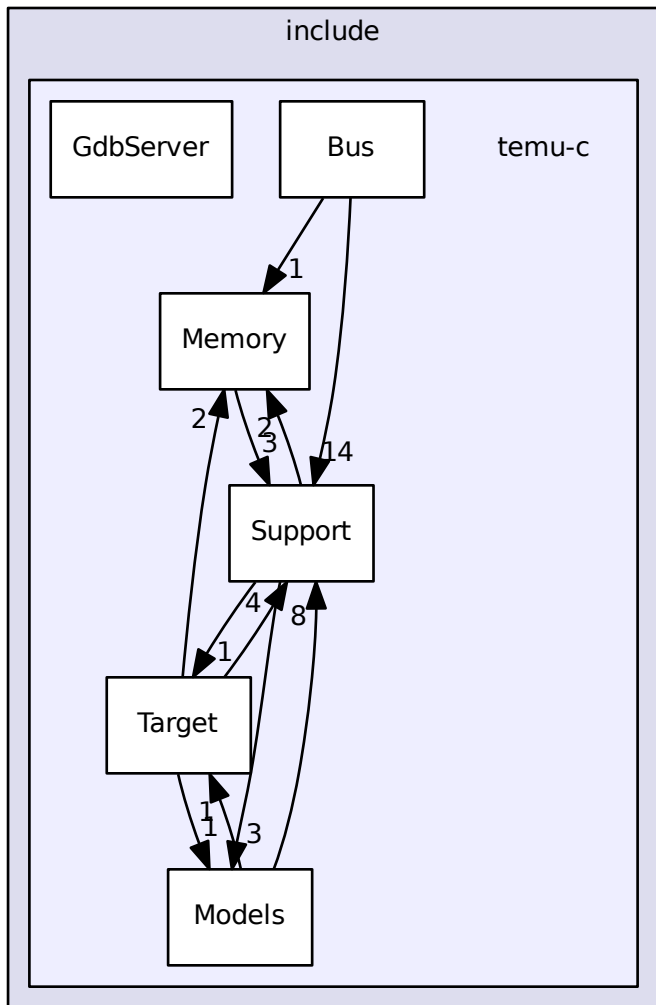 include
GdbServer
Bus
temu-c
1
Memory
2
2
3
14
Support
4
8
1
Target
1
1
3
Models